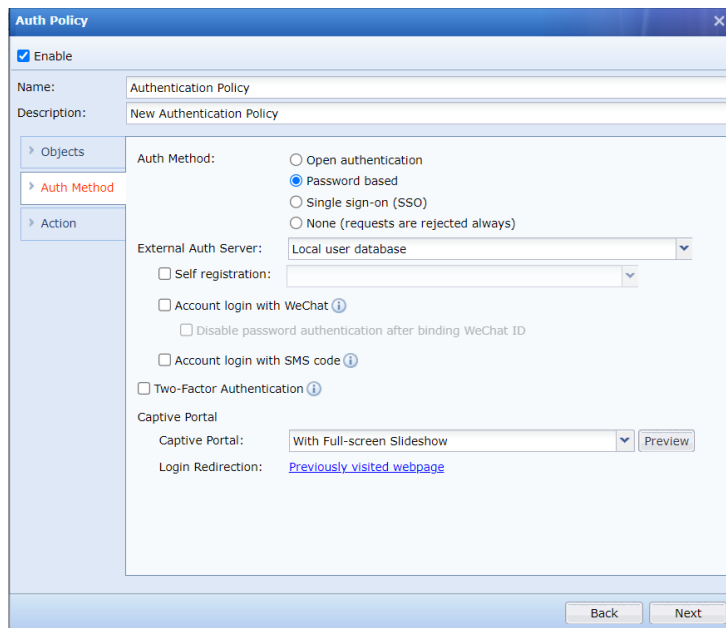 Auth Policy
Enable
Name: Authentication Policy
Description: New Authentication Policy
Objects
Auth Method
Action
Auth Method: Open authentication
Password based
Single sign-on (SSO)
None (requests are rejected always)
External Auth Server: Local user database
Self registration:
Account login with WeChat
Disable password authentication after binding WeChat ID
Account login with SMS code
Two-Factor Authentication
Captive Portal
Captive Portal: With Full-screen Slideshow Preview
Login Redirection: Previously visited webpage
Back Next